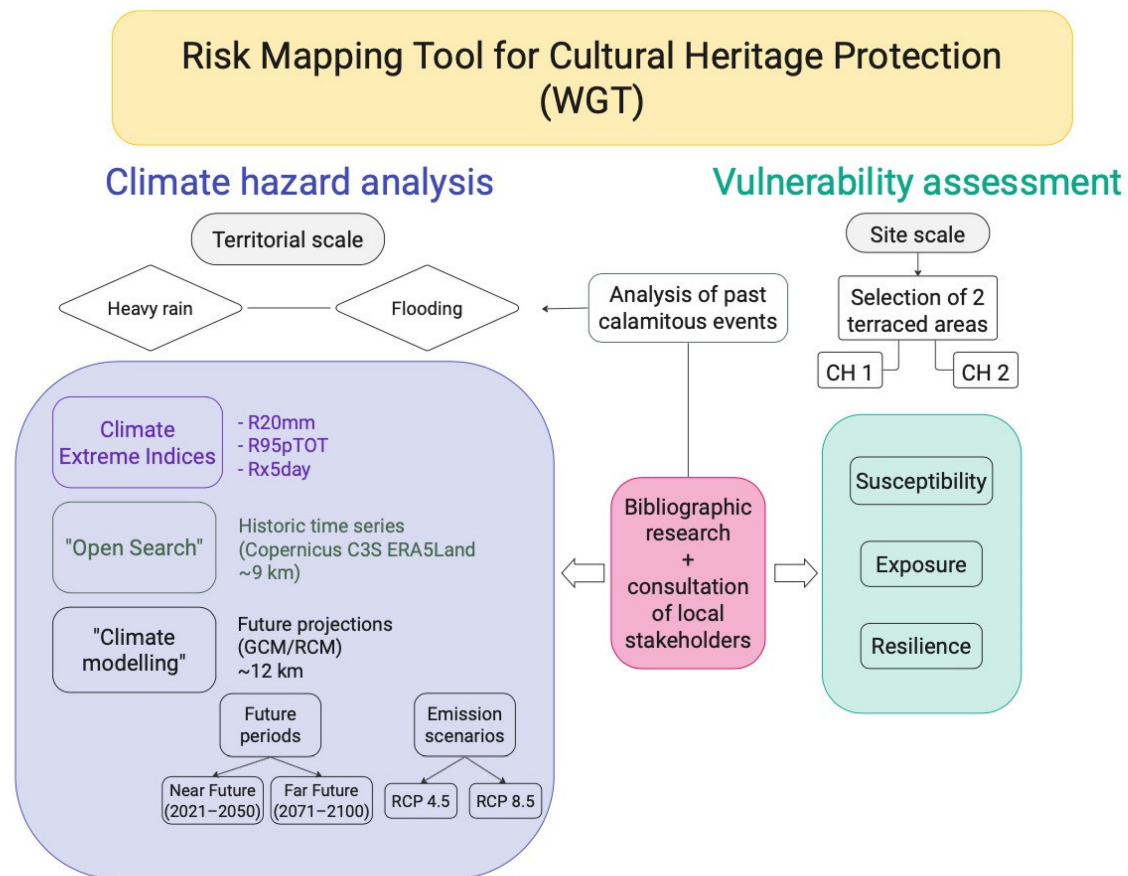 Risk Mapping Tool for Cultural Heritage Protection
(WGT)
Climate hazard analysis
Vulnerability assessment
Territorial scale
Heavy rain
Flooding
Analysis of past
calamitous events
Site scale
Selection of 2
terraced areas
CH 1
CH 2
Climate
Extreme Indices
- R20mm
- R95pTOT
- Rx5day
"Open Search"
Historic time series
(Copernicus C3S ERA5Land
~9 km)
"Climate
modelling"
Future projections
(GCM/RCM)
~12 km
Future
periods
Near Future
(2021–2050)
Far Future
(2071–2100)
Emission
scenarios
RCP 4.5
RCP 8.5
Bibliographic
research
+
consultation
of local
stakeholders
Susceptibility
Exposure
Resilience